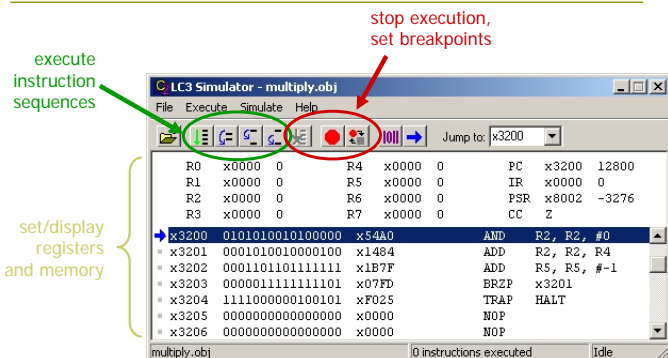 stop execution,
set breakpoints
execute
instruction
sequences
LC3 Simulator - multiply.obj
File Execute Simulate Help
Jump to: x3200
R0 x0000 0 R4 x0000 0 PC x3200 12800
R1 x0000 0 R5 x0000 0 IR x0000 0
R2 x0000 0 R6 x0000 0 PSR x8002 -3276
R3 x0000 0 R7 x0000 0 CC Z
set/display
registers
and memory
x3200 0101010010100000 x54A0 AND R2, R2, #0
x3201 0001010010000100 x1484 ADD R2, R2, R4
x3202 0001101101111111 x1B7F ADD R5, R5, #-1
x3203 0000011111111101 x07FD BRZP x3201
x3204 1111000000100101 xF025 TRAP HALT
x3205 0000000000000000 x0000 NOP
x3206 0000000000000000 x0000 NOP
multiply.obj 0 instructions executed Idle